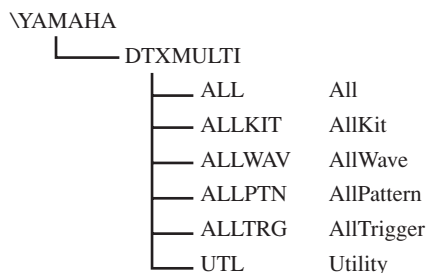 \YAMAHA
DTXMULTI
ALL All
ALLKIT AllKit
ALLWAV AllWave
ALLPTN AllPattern
ALLTRG AllTrigger
UTL Utility